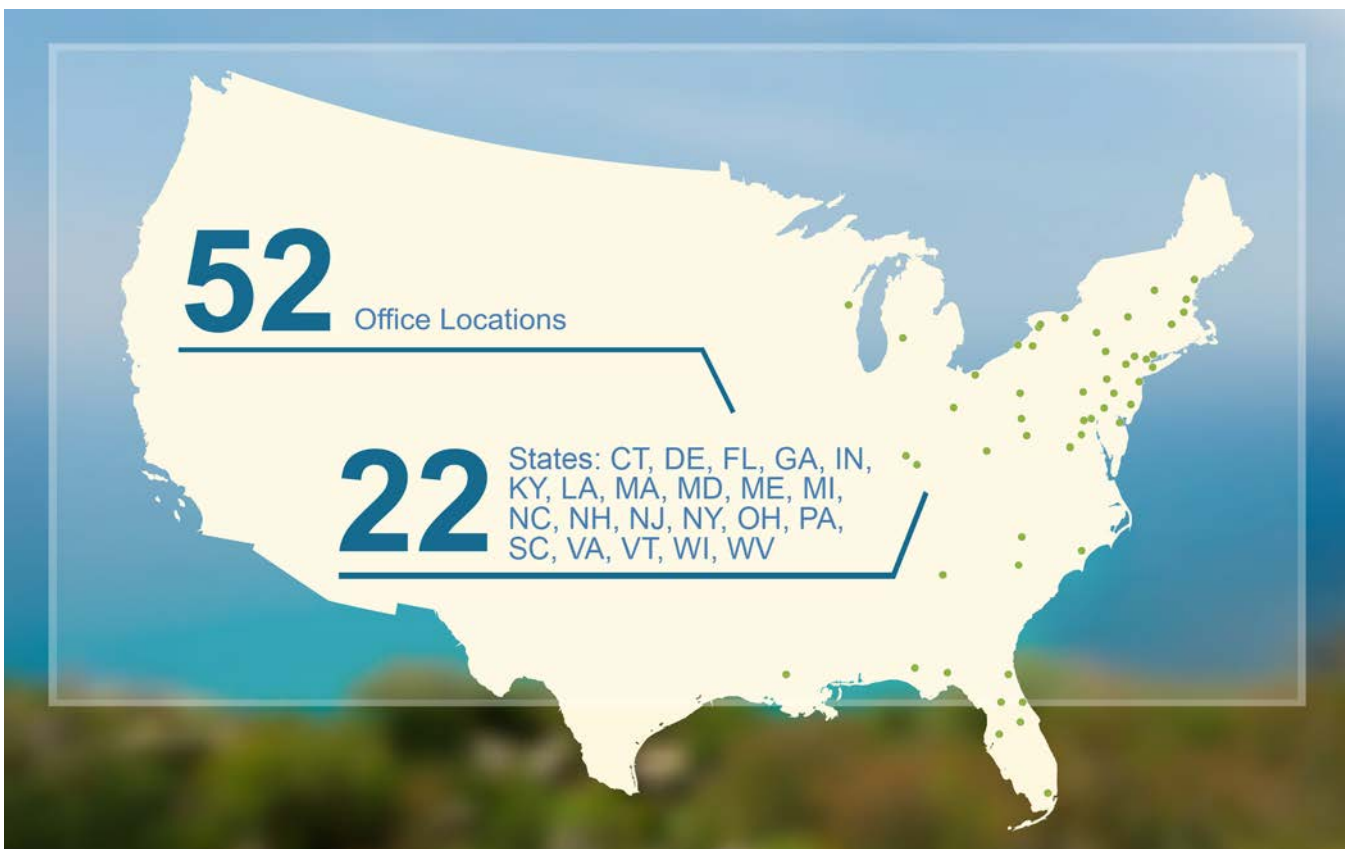 52 Office Locations
22 States: CT, DE, FL, GA, IN,
KY, LA, MA, MD, ME, MI,
NC, NH, NJ, NY, OH, PA,
SC, VA, VT, WI, WV